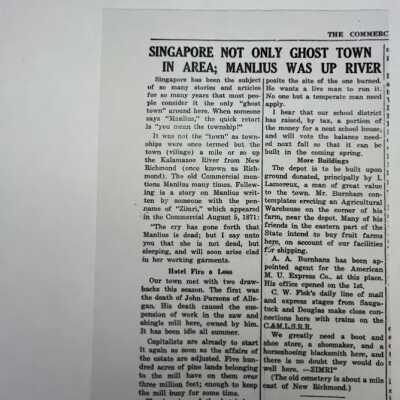 THE COMMERC
SINGAPORE NOT ONLY GHOST TOWN
IN AREA; MANLIUS WAS UP RIVER
Singapore has been the subject
of so many stories and articles
for so many years that most peo-
ple consider it the only "ghost
town" around here. When someone
says "Manlius," the quick retort
is "you mean the township?"
It was not the "town" as town-
ships were once termed but the
town (village) a mile or so up
the Kalamazoo River from New
Richmond (once known as Rich-
mond). The old Commercial men-
tions Manlius many times. Follow-
ing is a story on Manlius writ-
ten by someone with the pen-
name of "Zimri," which appeared
in the Commercial August 5, 1871:
"The cry has gone forth that
Manlius is dead; but I say unto
you that she is not dead, but
sleeping, and will soon arise clad
in her working garments.
Hotel Fire a Loss
Our town met with two draw-
backs this season. The first was
the death of John Parsons of Alle-
gan. His death caused the sus-
pension of work in the saw and
shingle mill here, owned by him.
It has been idle all summer.
Capitalists are already to start
it again as soon as the affairs of
the estate are adjusted. Five hun-
dred acres of pine lands belonging
to the mill have on them over
three million feet; enough to keep
the mill busy for some time.
posite the site of the one burned.
He wants a live man to run it.
No one but a temperate man need
apply.
I hear that our school district
has raised, by tax, a portion of
the money for a neat school house,
and will vote the balance need-
ed next fall so that it can be
built in the coming spring.
More Buildings
The depot is to be built upon
ground donated, principally by I.
Lamoreux, a man of great value
to the town. Mr. Burnham con-
templates erecting an Agricultural
Warehouse on the corner of his
farm, near the depot. Many of his
friends in the eastern part of the
State intend to buy fruit farms
here, on account of our facilities
for shipping.
A. A. Burnhans has been ap-
pointed agent for the American
M. U. Express Co., at this place.
His office opened on the 1st.
C. W. Fisk's daily line of mail
and express stages from Sauga-
tuck and Douglas make close con-
nections here with trains on the
C.&M.L.S.R.R.
We greatly need a boot and
shoe store, a shoemaker, and a
horseshoeing blacksmith here, and
there is no doubt they would do
well here. —ZIMRI"
(The old cemetery is about a mile
east of New Richmond.)